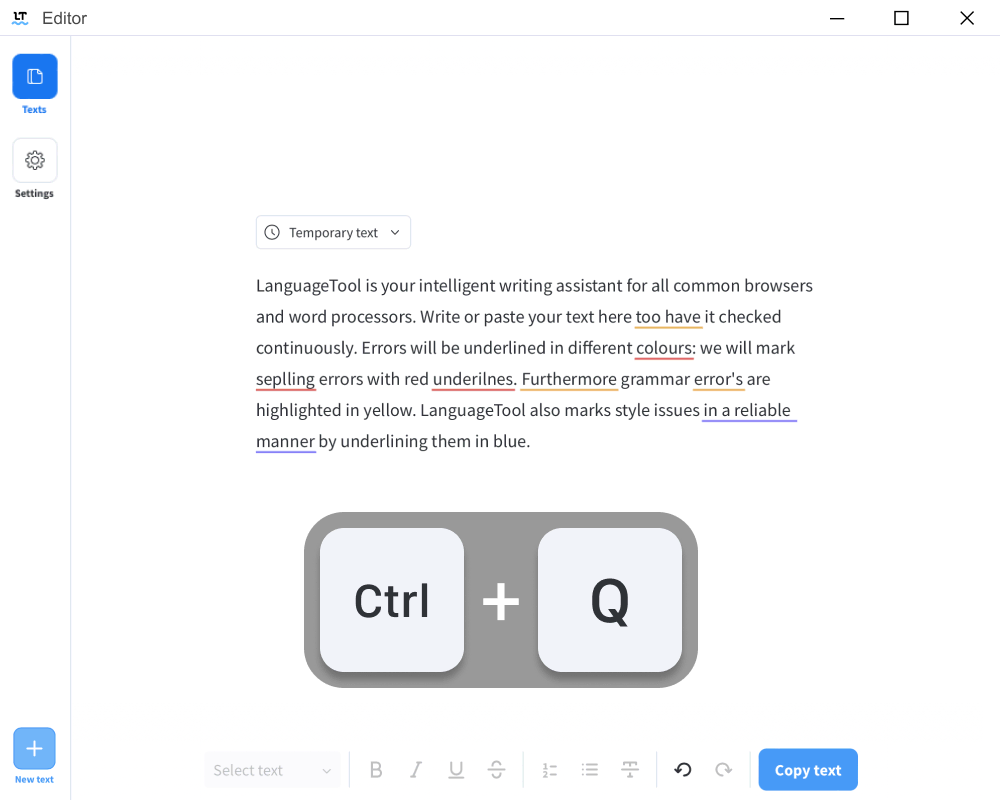 LT Editor
Texts
Settings
Temporary text
LanguageTool is your intelligent writing assistant for all common browsers
and word processors. Write or paste your text here too have it checked
continuously. Errors will be underlined in different colours: we will mark
seplling errors with red underilnes. Furthermore grammar error's are
highlighted in yellow. LanguageTool also marks style issues in a reliable
manner by underlining them in blue.
Ctrl + Q
New text
Select text
B I U S
Copy text